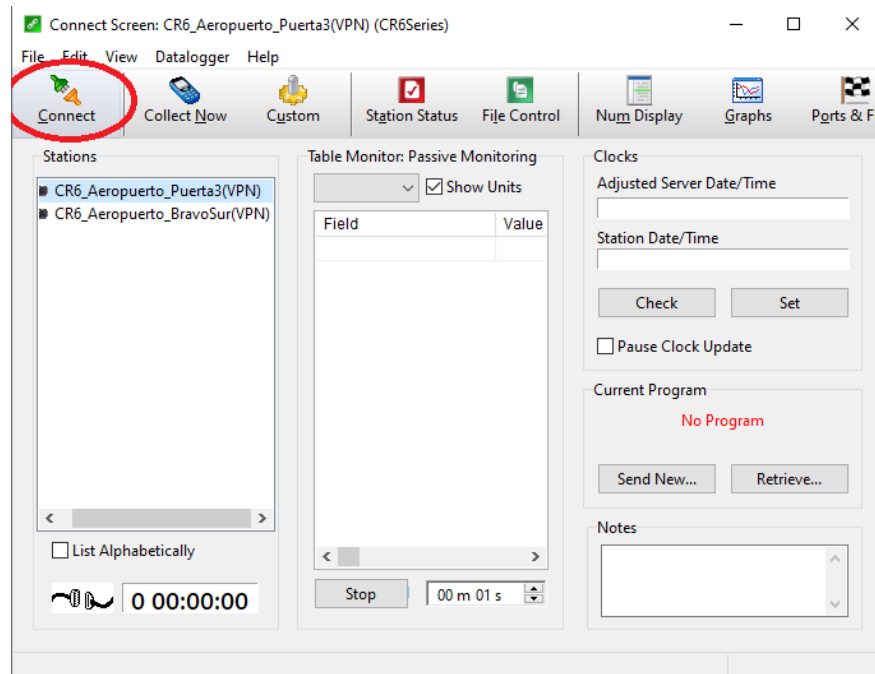 Connect Screen: CR6_Aeropuerto_Puerta3(VPN) (CR6Series)
File Edit View Datalogger Help
Connect Collect Now Custom Station Status File Control Num Display Graphs Ports & F
Stations
CR6_Aeropuerto_Puerta3(VPN)
CR6_Aeropuerto_BravoSur(VPN)
List Alphabetically
0 00:00:00
Table Monitor: Passive Monitoring
Show Units
Field Value
Stop 00 m 01 s
Clocks
Adjusted Server Date/Time
Station Date/Time
Check Set
Pause Clock Update
Current Program
No Program
Send New... Retrieve...
Notes